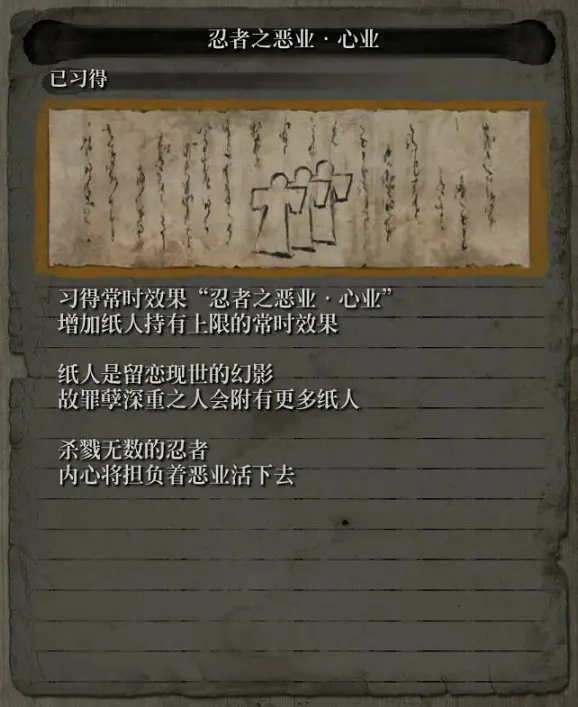 忍者之恶业·心业
已习得
习得常时效果“忍者之恶业·心业”
增加纸人持有上限的常时效果
纸人是留恋现世的幻影
故罪孽深重之人会附有更多纸人
杀戮无数的忍者
内心将担负着恶业活下去